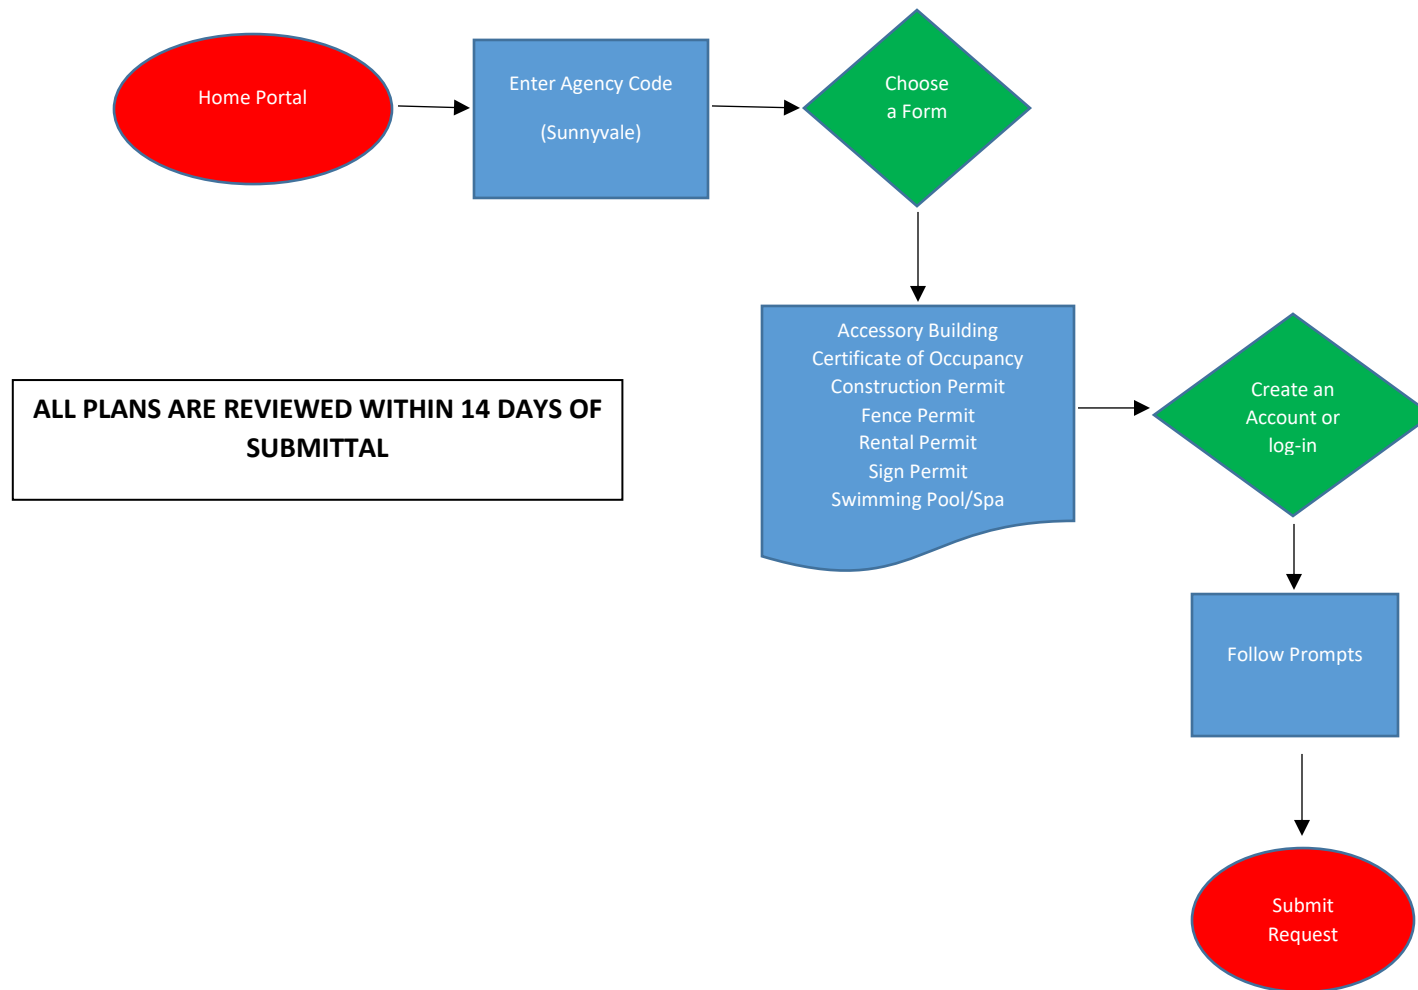 Home Portal
Enter Agency Code
(Sunnyvale)
Choose
a Form
Accessory Building
Certificate of Occupancy
Construction Permit
Fence Permit
Rental Permit
Sign Permit
Swimming Pool/Spa
ALL PLANS ARE REVIEWED WITHIN 14 DAYS OF
SUBMITTAL
Create an
Account or
log-in
Follow Prompts
Submit
Request